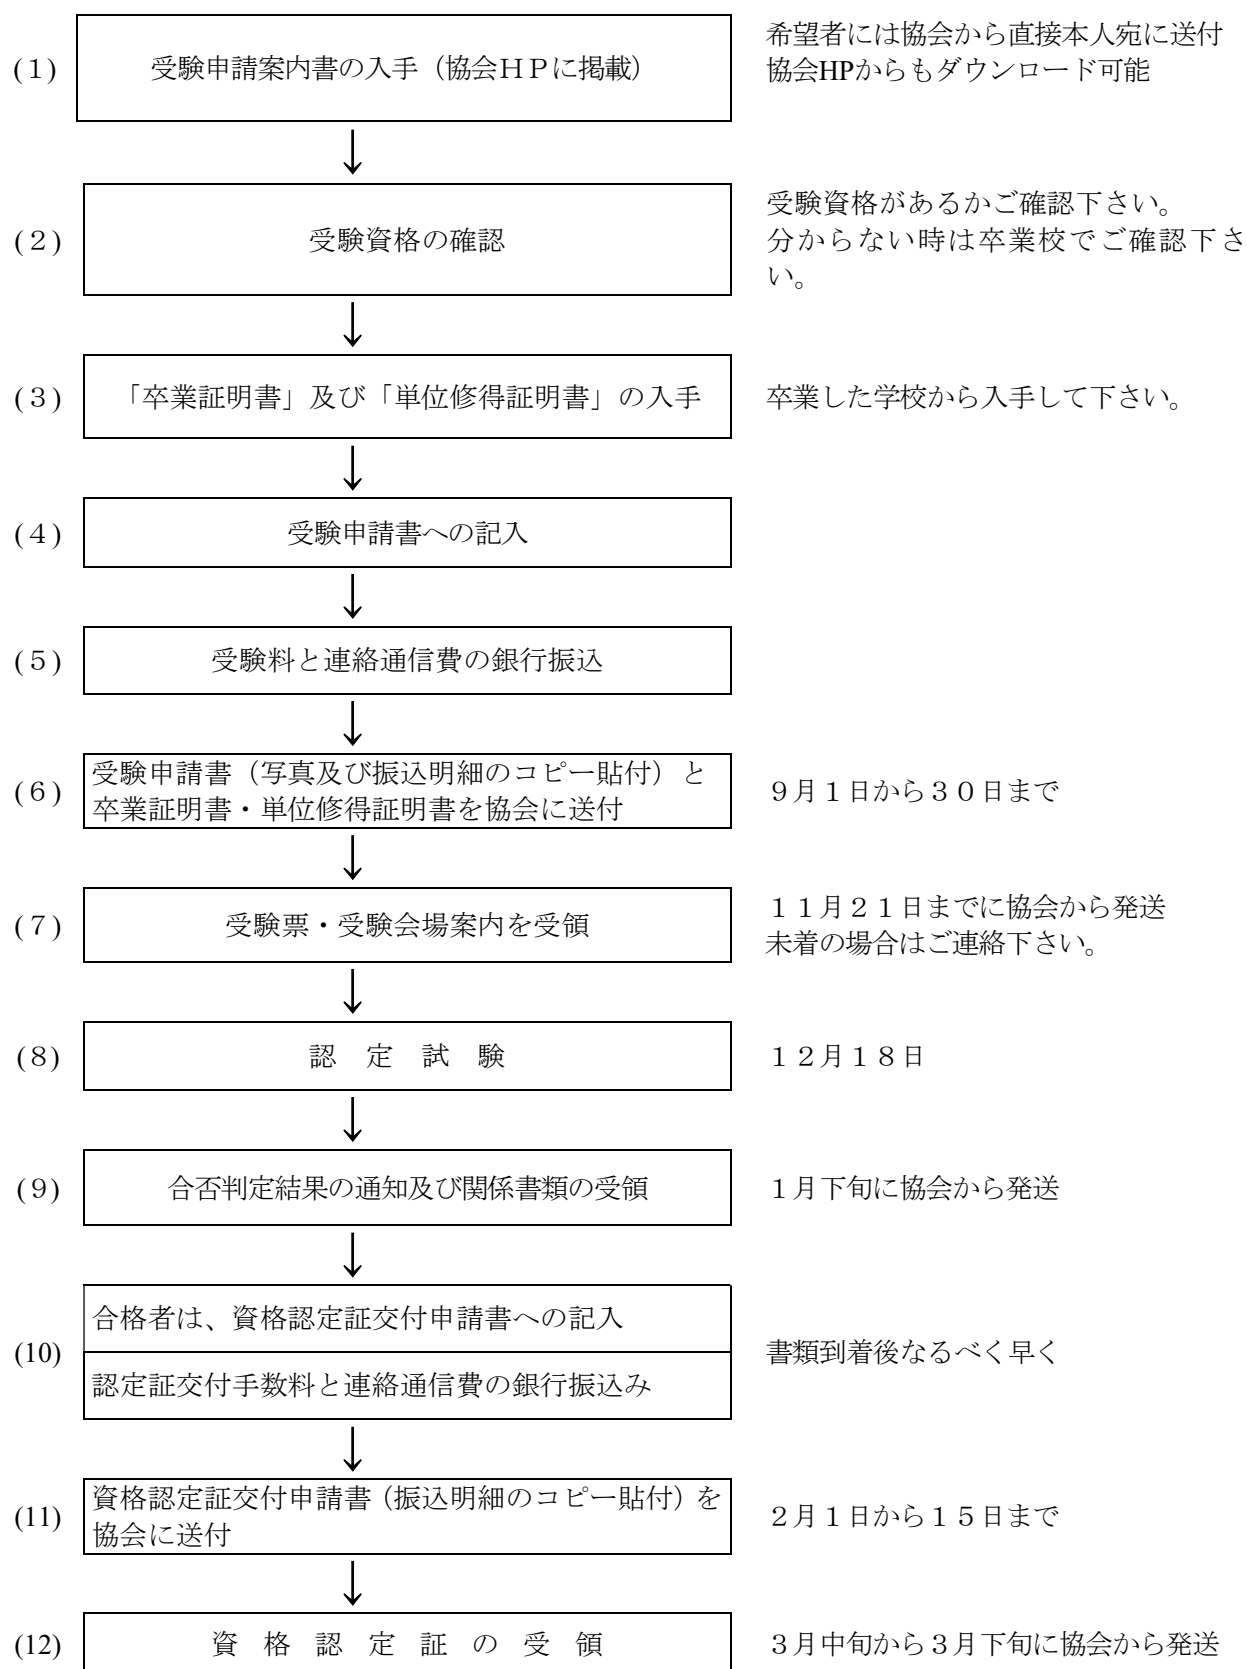 (１) 受験申請案内書の入手（協会ＨＰに掲載）
希望者には協会から直接本人宛に送付
協会HPからもダウンロード可能
(２) 受験資格の確認
受験資格があるかご確認下さい。
分からない時は卒業校でご確認下さ
い。
(３) 「卒業証明書」及び「単位修得証明書」の入手
卒業した学校から入手して下さい。
(４) 受験申請書への記入
(５) 受験料と連絡通信費の銀行振込
(６) 受験申請書（写真及び振込明細のコピー貼付）と
卒業証明書・単位修得証明書を協会に送付
９月１日から３０日まで
(７) 受験票・受験会場案内を受領
１１月２１日までに協会から発送
未着の場合はご連絡下さい。
(８) 認　定　試　験
１２月１８日
(９) 合否判定結果の通知及び関係書類の受領
１月下旬に協会から発送
(10) 合格者は、資格認定証交付申請書への記入
認定証交付手数料と連絡通信費の銀行振込み
書類到着後なるべく早く
(11) 資格認定証交付申請書（振込明細のコピー貼付）を
協会に送付
２月１日から１５日まで
(12) 資　格　認　定　証　の　受　領
３月中旬から３月下旬に協会から発送